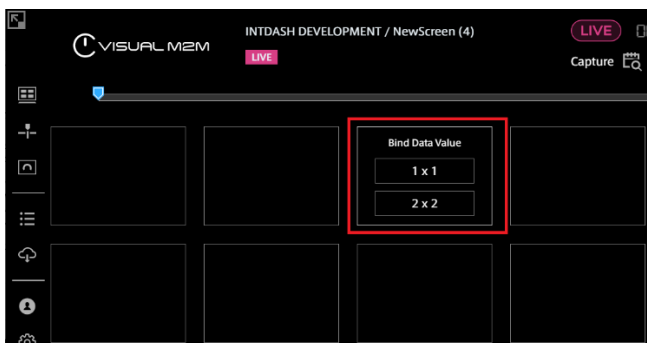 INTDASH DEVELOPMENT / NewScreen (4)
LIVE
VISUAL M2M
LIVE
Capture
Bind Data Value
1 x 1
2 x 2